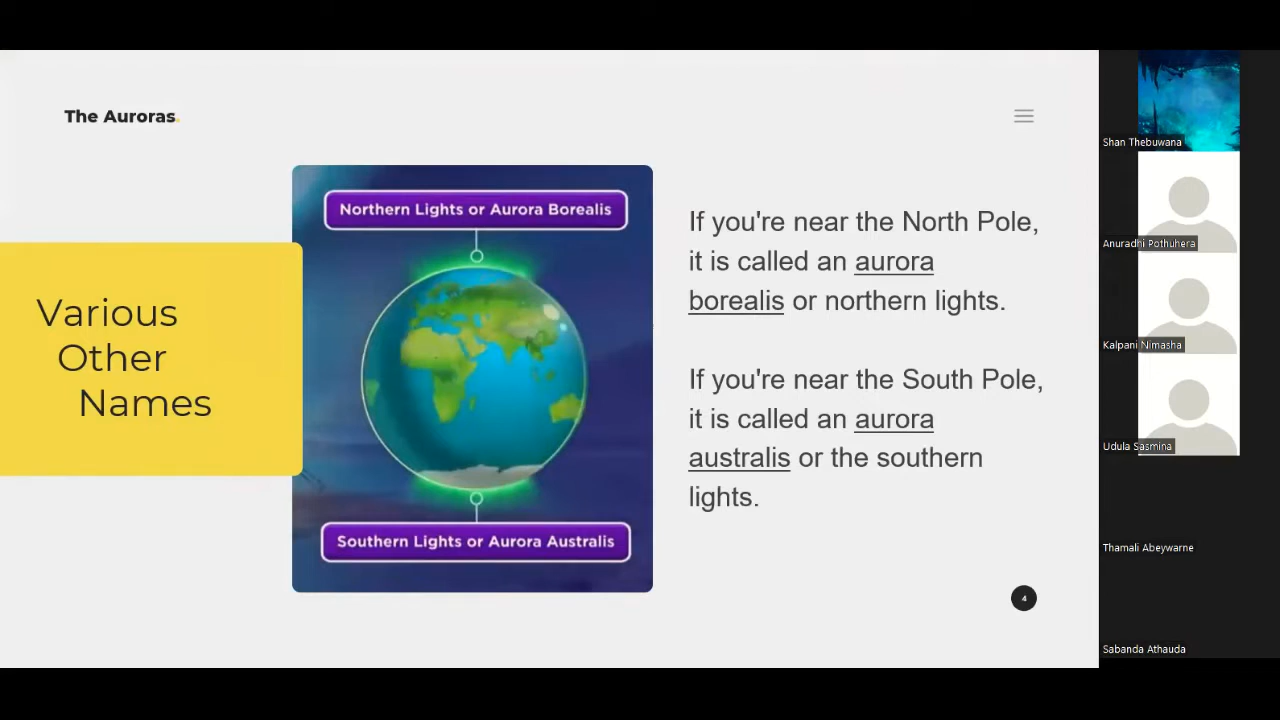 The Auroras.
Various
Other
Names
Northern Lights or Aurora Borealis
Southern Lights or Aurora Australis
If you're near the North Pole,
it is called an aurora
borealis or northern lights.
If you're near the South Pole,
it is called an aurora
australis or the southern
lights.
4
Shan Thebuwana
Anuradhi Pothuhera
Kalpani Nimasha
Udula Sasmina
Thamali Abeywarne
Sabanda Athauda